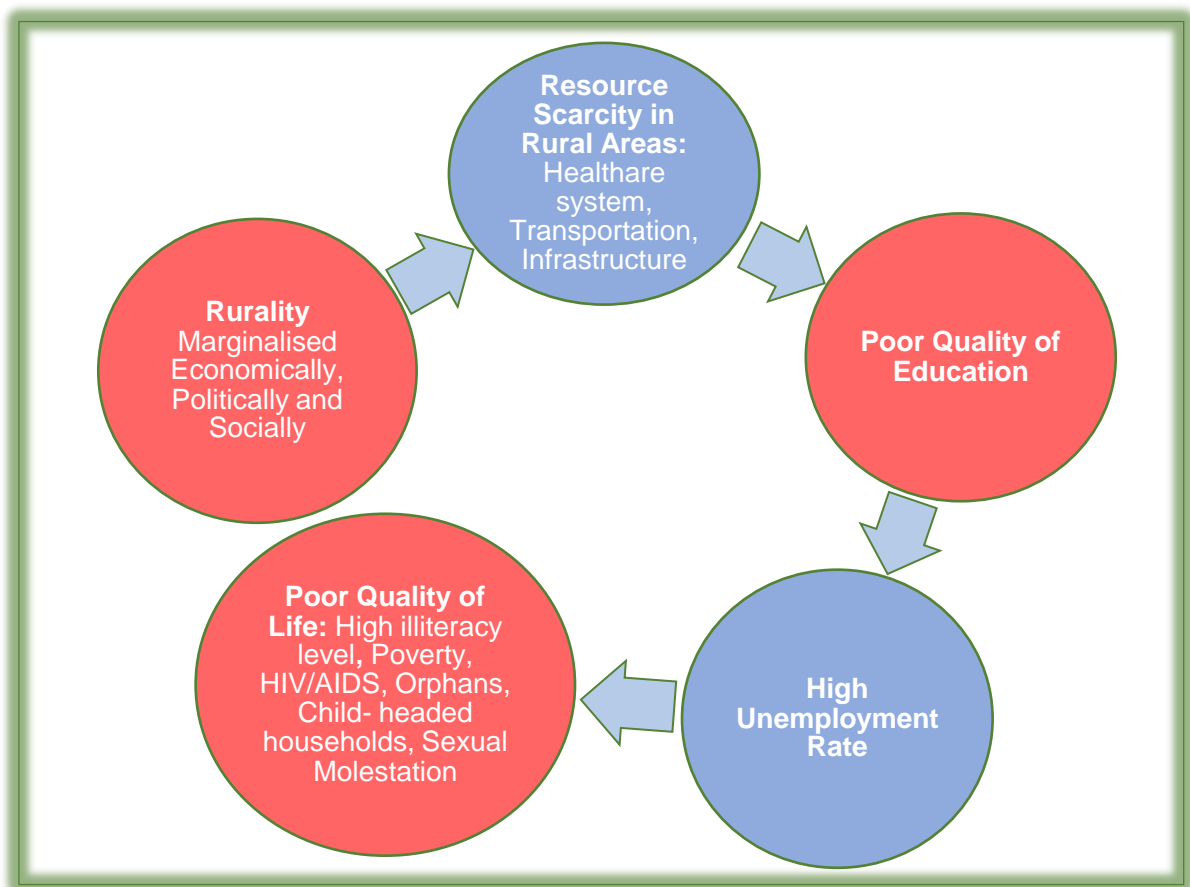 Resource
Scarcity in
Rural Areas:
Healthare
system,
Transportation,
Infrastructure
Poor Quality of
Education
High
Unemployment
Rate
Poor Quality of
Life: High illiteracy
level, Poverty,
HIV/AIDS, Orphans,
Child- headed
households, Sexual
Molestation
Rurality
Marginalised
Economically,
Politically and
Socially